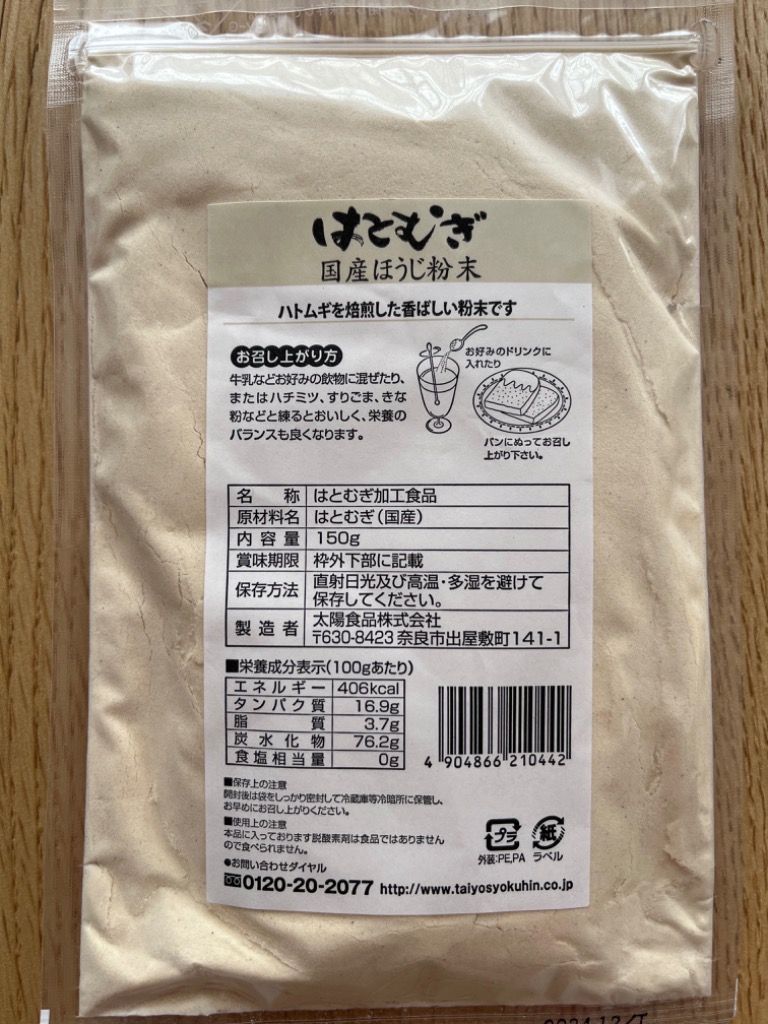 はとむぎ
国産ほうじ粉末
ハトムギを焙煎した香ばしい粉末です
お召し上がり方
牛乳などお好みの飲物に混ぜたり、
またはハチミツ、すりごま、きな
粉などと練るとおいしく、栄養の
バランスも良くなります。
お好みのドリンクに
入れたり
パンにぬってお召し
上がり下さい。
名称 はとむぎ加工食品
原材料名 はとむぎ(国産)
内容量 150g
賞味期限 枠外下部に記載
保存方法 直射日光及び高温・多湿を避けて
保存してください。
製造者 太陽食品株式会社
〒630-8423 奈良市出屋敷町141-1
■栄養成分表示(100gあたり)
エネルギー 406kcal
タンパク質 16.9g
脂質 3.7g
炭水化物 76.2g
食塩相当量 0g
4 904866 210442
■保存上の注意
開封後は袋をしっかり密封して冷蔵庫等冷暗所に保管し、
お早めにお召し上がりください。
■使用上の注意
本品に入っております脱酸素剤は食品ではありません
ので食べられません。
プラ
外装:PE,PA
紙
ラベル
●お問い合わせダイヤル
0120-20-2077 http://www.taiyosyokuhin.co.jp